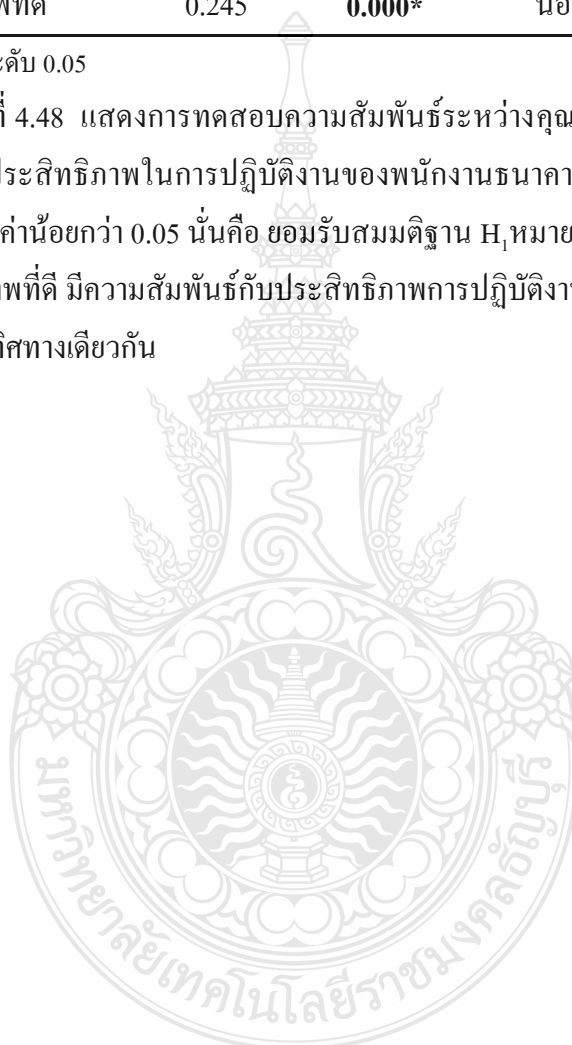 พที่ดี 0.245 0.000* น้อ
ะดับ 0.05
ที่ 4.48 แสดงการทดสอบความสัมพันธ์ระหว่างคุณ
ประสิทธิภาพในการปฏิบัติงานของพนักงานธนาคา
ค่าน้อยกว่า 0.05 นั่นคือ ยอมรับสมมติฐาน H₁หมาย
าพที่ดี มีความสัมพันธ์กับประสิทธิภาพการปฏิบัติงา
ทิศทางเดียวกัน
มหาวิทยาลัยเทคโนโลยีราชมงคลธัญบุรี